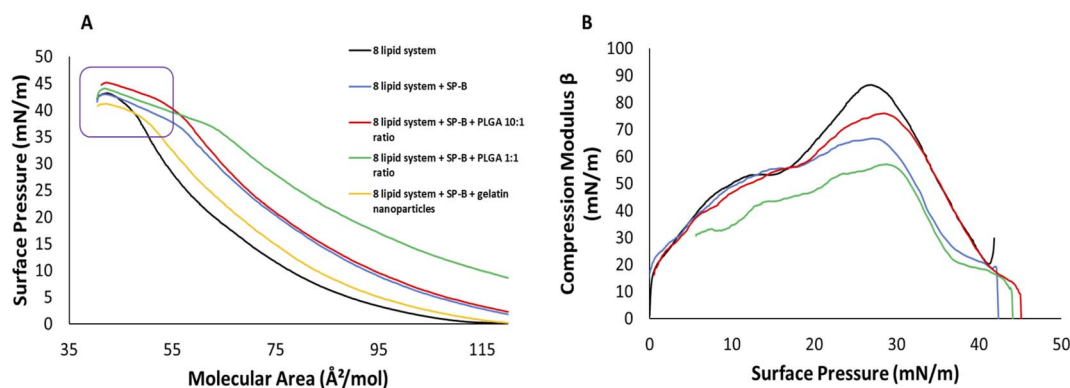 A
Surface Pressure (mN/m)
50
45
40
35
30
25
20
15
10
5
0
35
55
75
95
115
Molecular Area (Å²/mol)
8 lipid system
8 lipid system + SP-B
8 lipid system + SP-B + PLGA 10:1
ratio
8 lipid system + SP-B + PLGA 1:1
ratio
8 lipid system + SP-B + gelatin
nanoparticles
B
Compression Modulus β
(mN/m)
100
90
80
70
60
50
40
30
20
10
0
0
10
20
30
40
50
Surface Pressure (mN/m)